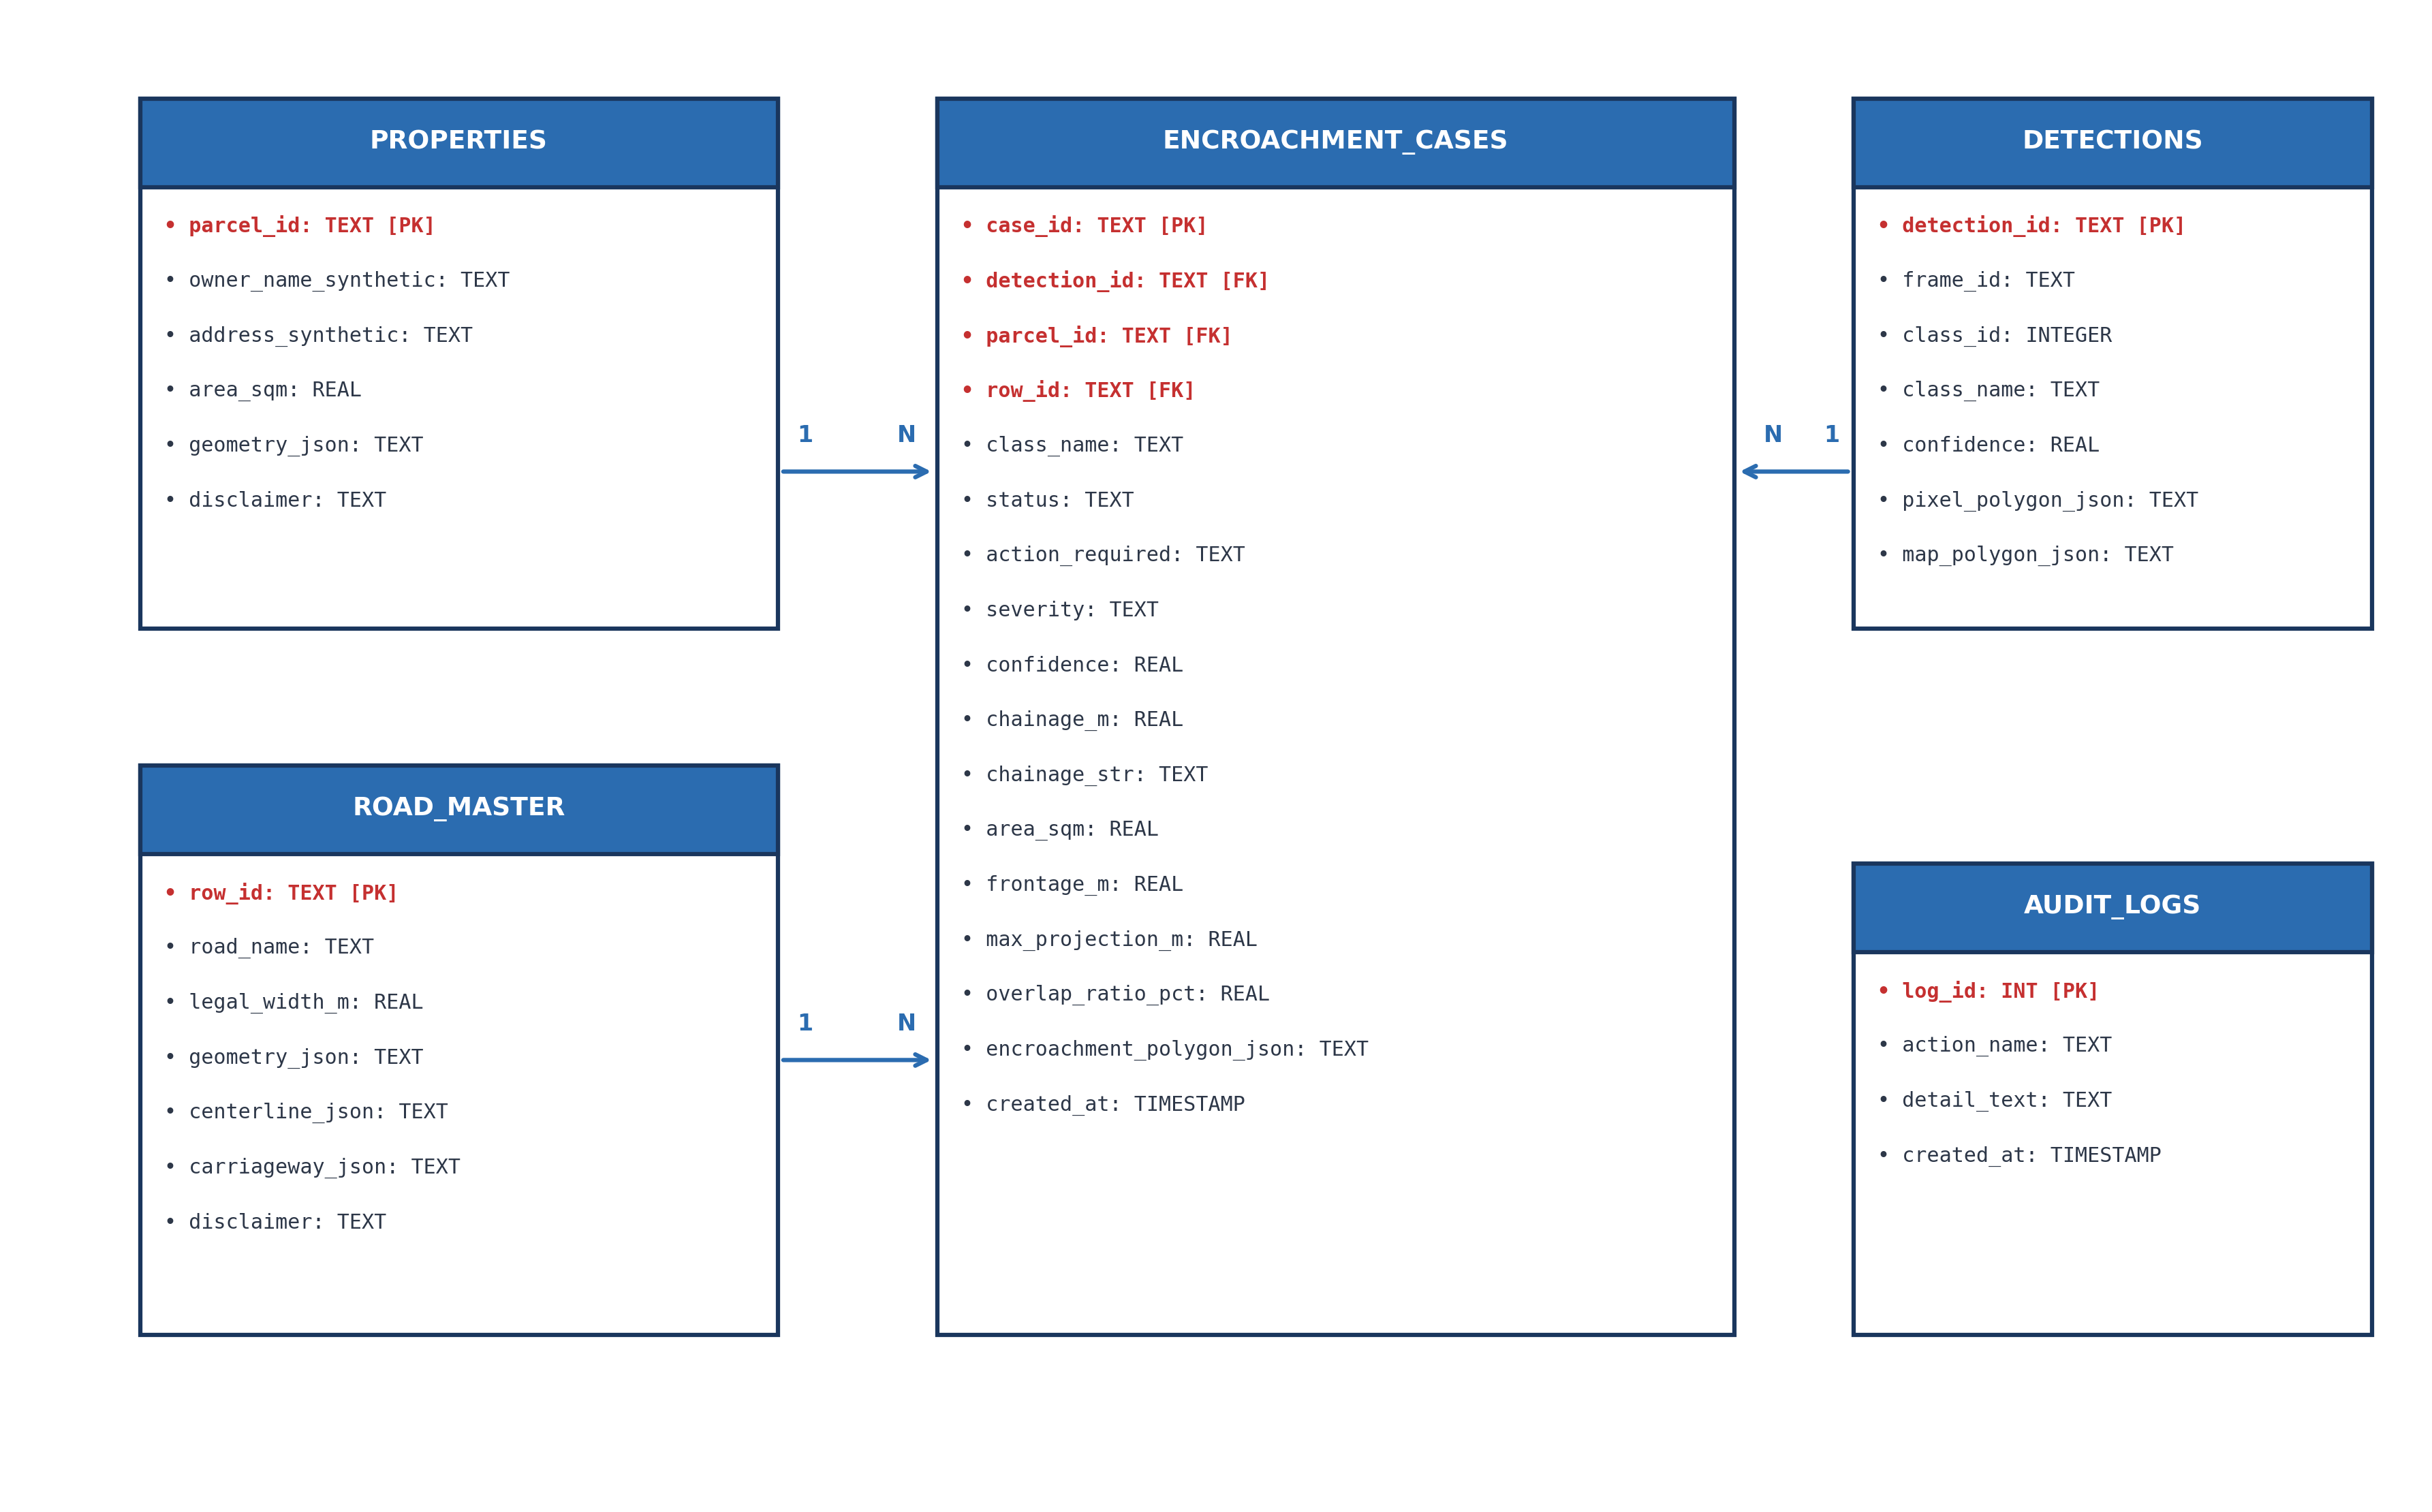 PROPERTIES
• parcel_id: TEXT [PK]
• owner_name_synthetic: TEXT
• address_synthetic: TEXT
• area_sqm: REAL
• geometry_json: TEXT
• disclaimer: TEXT
1 N
ROAD_MASTER
• row_id: TEXT [PK]
• road_name: TEXT
• legal_width_m: REAL
• geometry_json: TEXT
• centerline_json: TEXT
• carriageway_json: TEXT
• disclaimer: TEXT
1 N
ENCROACHMENT_CASES
• case_id: TEXT [PK]
• detection_id: TEXT [FK]
• parcel_id: TEXT [FK]
• row_id: TEXT [FK]
• class_name: TEXT
• status: TEXT
• action_required: TEXT
• severity: TEXT
• confidence: REAL
• chainage_m: REAL
• chainage_str: TEXT
• area_sqm: REAL
• frontage_m: REAL
• max_projection_m: REAL
• overlap_ratio_pct: REAL
• encroachment_polygon_json: TEXT
• created_at: TIMESTAMP
N 1
DETECTIONS
• detection_id: TEXT [PK]
• frame_id: TEXT
• class_id: INTEGER
• class_name: TEXT
• confidence: REAL
• pixel_polygon_json: TEXT
• map_polygon_json: TEXT
AUDIT_LOGS
• log_id: INT [PK]
• action_name: TEXT
• detail_text: TEXT
• created_at: TIMESTAMP